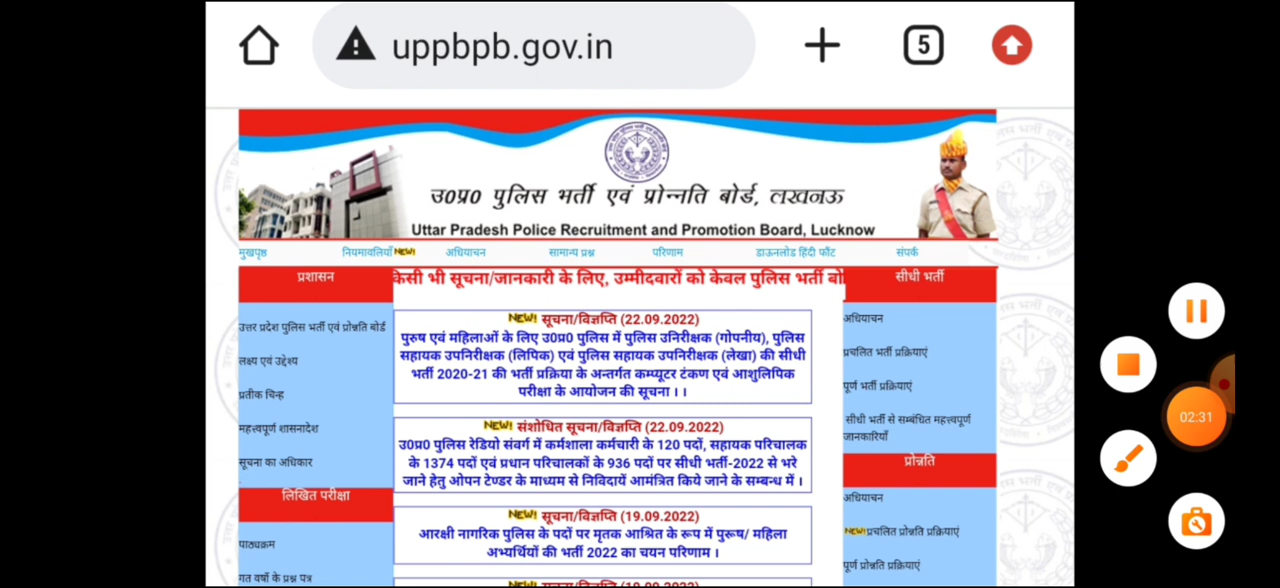 uppbpb.gov.in
5
उ0प्र0 पुलिस भर्ती एवं प्रोन्नति बोर्ड, लखनऊ
Uttar Pradesh Police Recruitment and Promotion Board, Lucknow
मुखपृष्ठ नियमावलियाँ NEW! अधियाचन सामान्य प्रश्न परिणाम डाऊनलोड हिंदी फौंट संपर्क
प्रशासन
उत्तर प्रदेश पुलिस भर्ती एवं प्रोन्नति बोर्ड
लक्ष्य एवं उद्देश्य
प्रतीक चिन्ह
महत्त्वपूर्ण शासनादेश
सूचना का अधिकार
लिखित परीक्षा
पाठ्यक्रम
गत वर्षो के प्रश्न पत्र
किसी भी सूचना/जानकारी के लिए, उम्मीदवारों को केवल पुलिस भर्ती बो
NEW! सूचना/विज्ञप्ति (22.09.2022)
पुरुष एवं महिलाओं के लिए उ0प्र0 पुलिस में पुलिस उनिरीक्षक (गोपनीय), पुलिस
सहायक उपनिरीक्षक (लिपिक) एवं पुलिस सहायक उपनिरीक्षक (लेखा) की सीधी
भर्ती 2020-21 की भर्ती प्रक्रिया के अन्तर्गत कम्प्यूटर टंकण एवं आशुलिपिक
परीक्षा के आयोजन की सूचना । ।
NEW! संशोधित सूचना/विज्ञप्ति (22.09.2022)
उ0प्र0 पुलिस रेडियो संवर्ग में कर्मशाला कर्मचारी के 120 पदों, सहायक परिचालक
के 1374 पदों एवं प्रधान परिचालकों के 936 पदों पर सीधी भर्ती-2022 से भरे
जाने हेतु ओपन टेण्डर के माध्यम से निविदायें आमंत्रित किये जाने के सम्बन्ध में ।
NEW! सूचना/विज्ञप्ति (19.09.2022)
आरक्षी नागरिक पुलिस के पदों पर मृतक आश्रित के रूप में पुरूष/ महिला
अभ्यर्थियों की भर्ती 2022 का चयन परिणाम ।
सीधी भर्ती
अधियाचन
प्रचलित भर्ती प्रक्रियाएं
पूर्ण भर्ती प्रक्रियाएं
सीधी भर्ती से सम्बंधित महत्त्वपूर्ण
जानकारियाँ
प्रोन्नति
अधियाचन
NEW! प्रचलित प्रोन्नति प्रक्रियाएं
पूर्ण प्रोन्नति प्रक्रियाएं
02:31